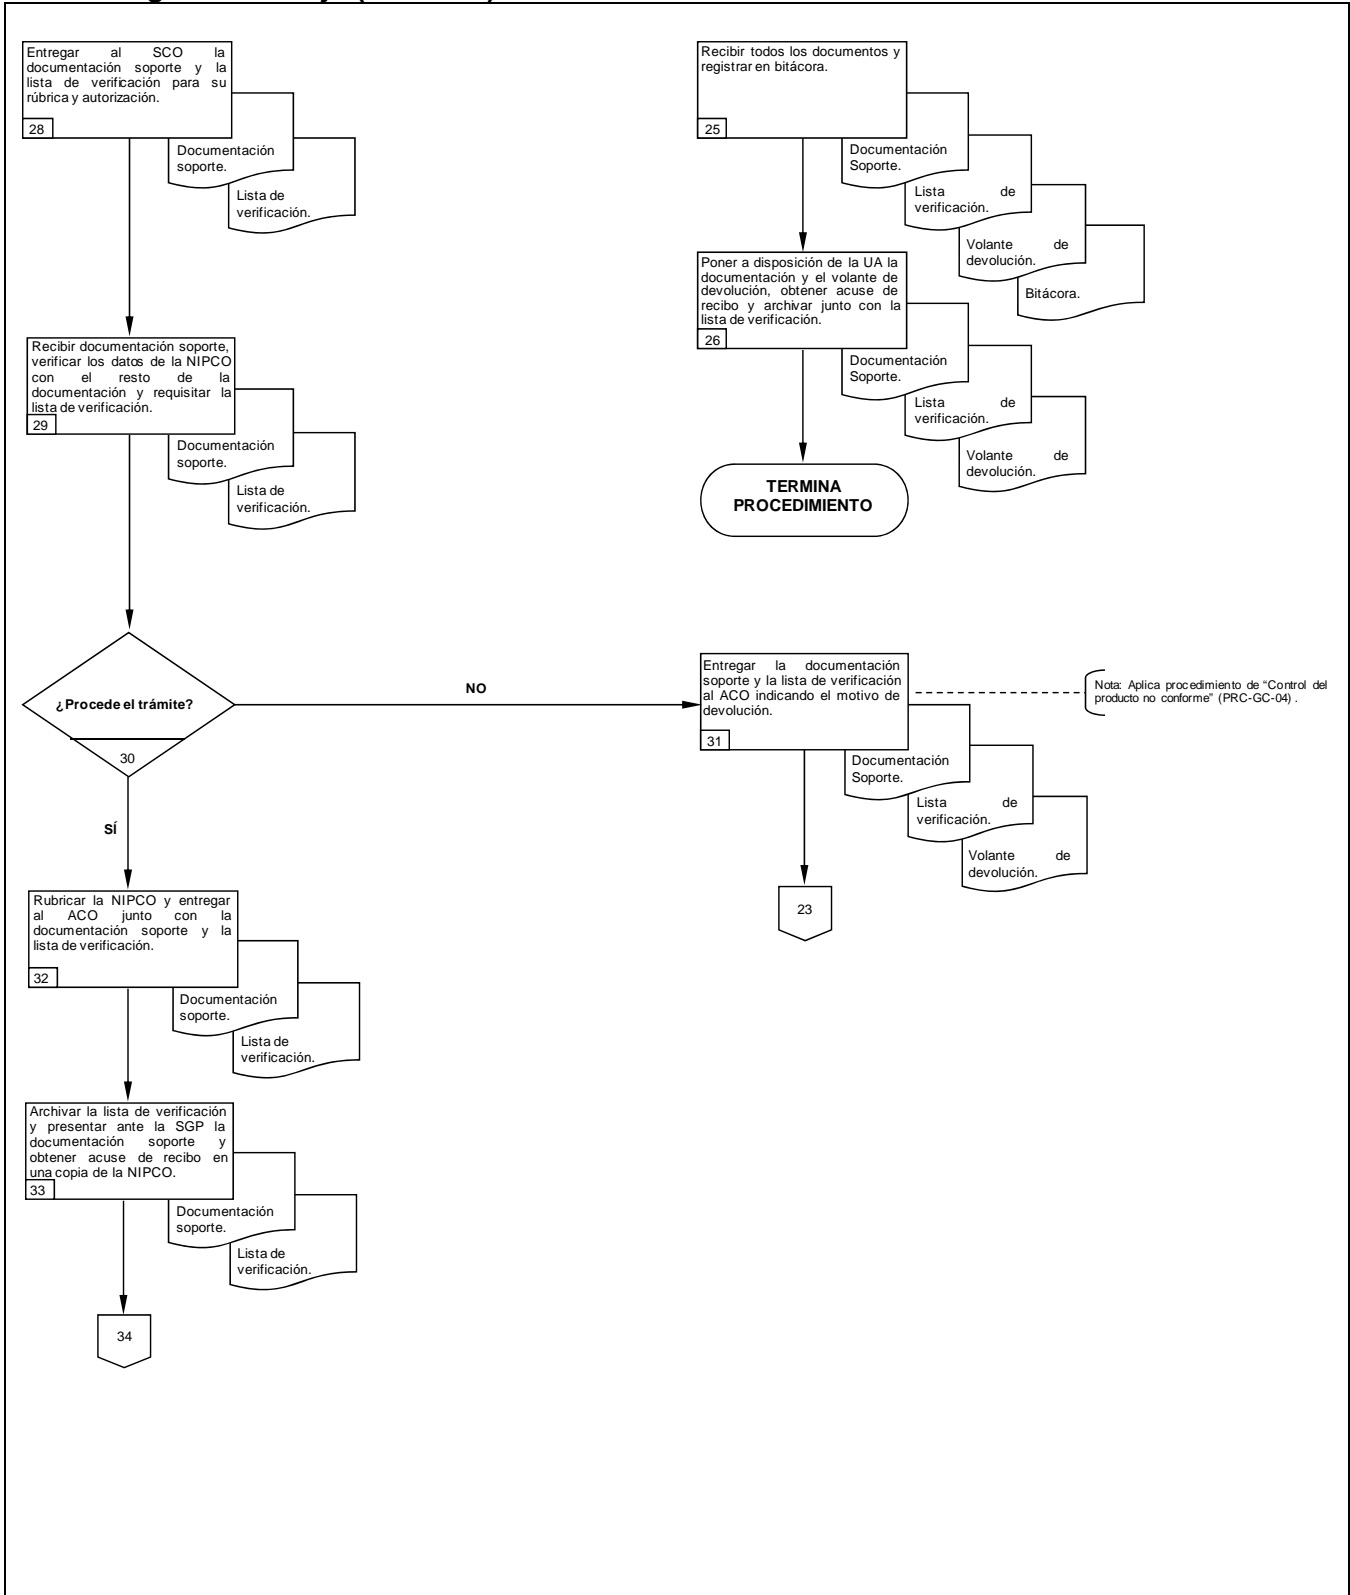 Entregar al SCO la
documentación soporte y la
lista de verificación para su
rúbrica y autorización.
28
Documentación
soporte.
Lista de
verificación.
Recibir documentación soporte,
verificar los datos de la NIPCO
con el resto de la
documentación y requisitar la
lista de verificación.
29
Documentación
soporte.
Lista de
verificación.
¿Procede el trámite?
30
NO
SÍ
Rubricar la NIPCO y entregar
al ACO junto con la
documentación soporte y la
lista de verificación.
32
Documentación
soporte.
Lista de
verificación.
Archivar la lista de verificación
y presentar ante la SGP la
documentación soporte y
obtener acuse de recibo en
una copia de la NIPCO.
33
Documentación
soporte.
Lista de
verificación.
34
Recibir todos los documentos y
registrar en bitácora.
25
Documentación
Soporte.
Lista de
verificación.
Volante de
devolución.
Bitácora.
Poner a disposición de la UA la
documentación y el volante de
devolución, obtener acuse de
recibo y archivar junto con la
lista de verificación.
26
Documentación
Soporte.
Lista de
verificación.
Volante de
devolución.
TERMINA
PROCEDIMIENTO
Entregar la documentación
soporte y la lista de verificación
al ACO indicando el motivo de
devolución.
31
Documentación
Soporte.
Lista de
verificación.
Volante de
devolución.
23
Nota: Aplica procedimiento de “Control del
producto no conforme” (PRC-GC-04) .